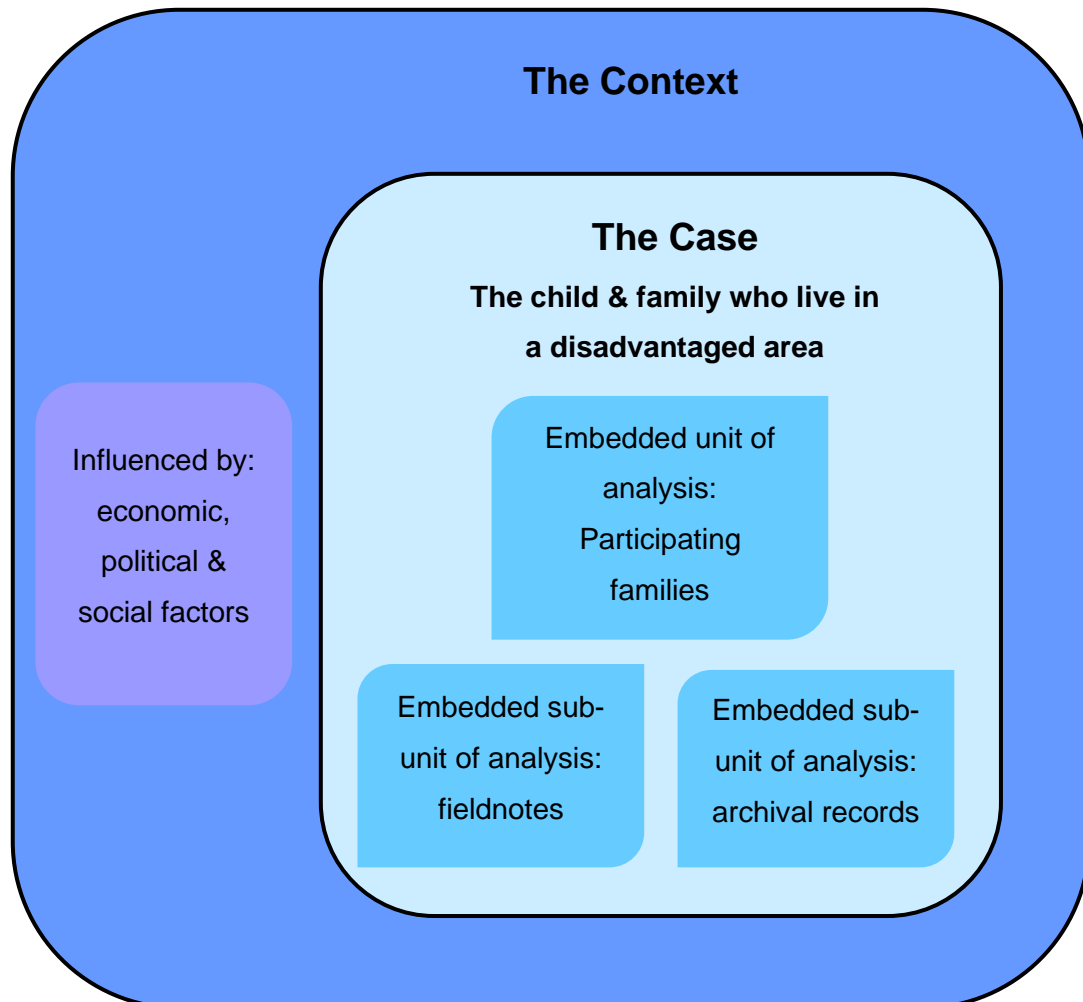 The Context
The Case
The child & family who live in
a disadvantaged area
Influenced by:
economic,
political &
social factors
Embedded unit of
analysis:
Participating
families
Embedded sub-
unit of analysis:
fieldnotes
Embedded sub-
unit of analysis:
archival records